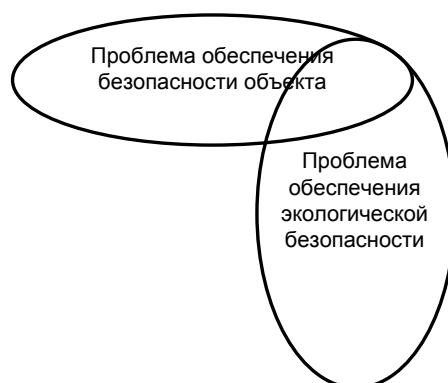 Проблема обеспечения
безопасности объекта
Проблема
обеспечения
экологической
безопасности